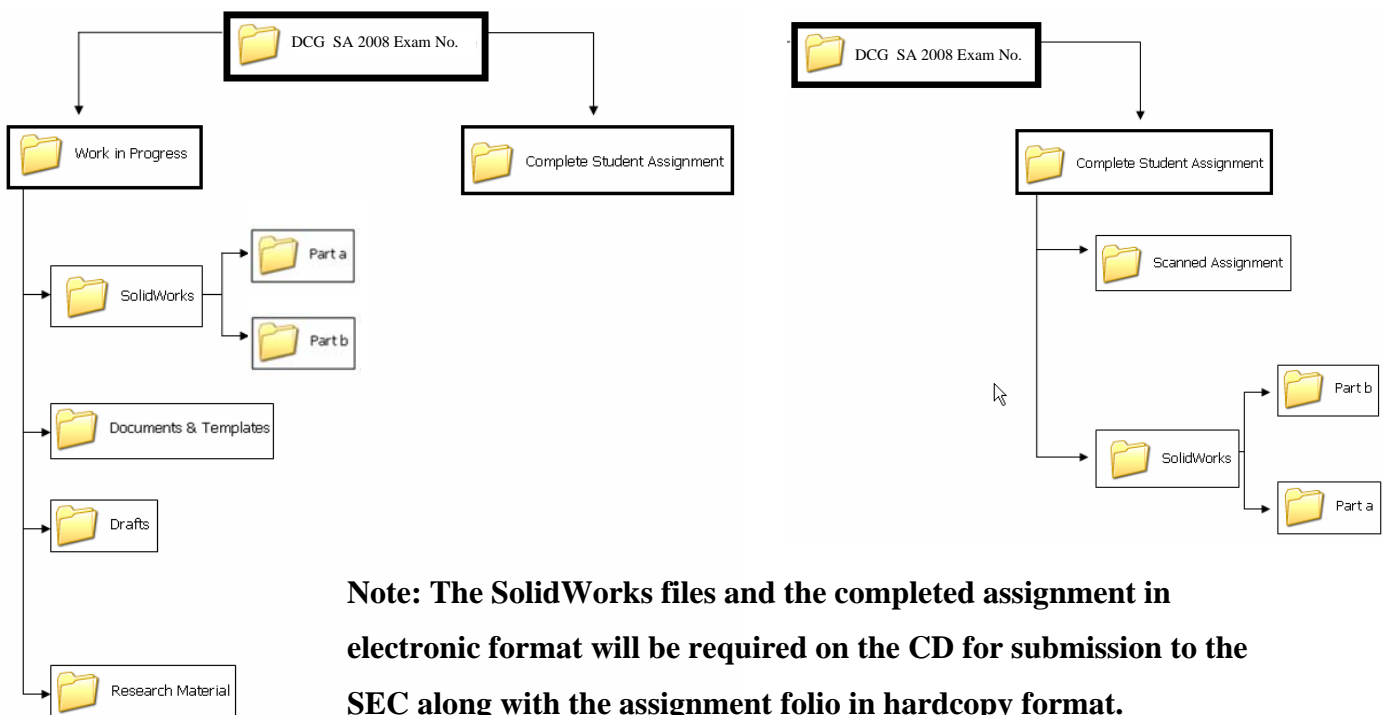 DCG SA 2008 Exam No.
Work in Progress
Complete Student Assignment
SolidWorks
Part a
Part b
Documents & Templates
Drafts
Research Material
DCG SA 2008 Exam No.
Complete Student Assignment
Scanned Assignment
SolidWorks
Part b
Part a
Note: The SolidWorks files and the completed assignment in
electronic format will be required on the CD for submission to the
SEC along with the assignment folio in hardcopy format.